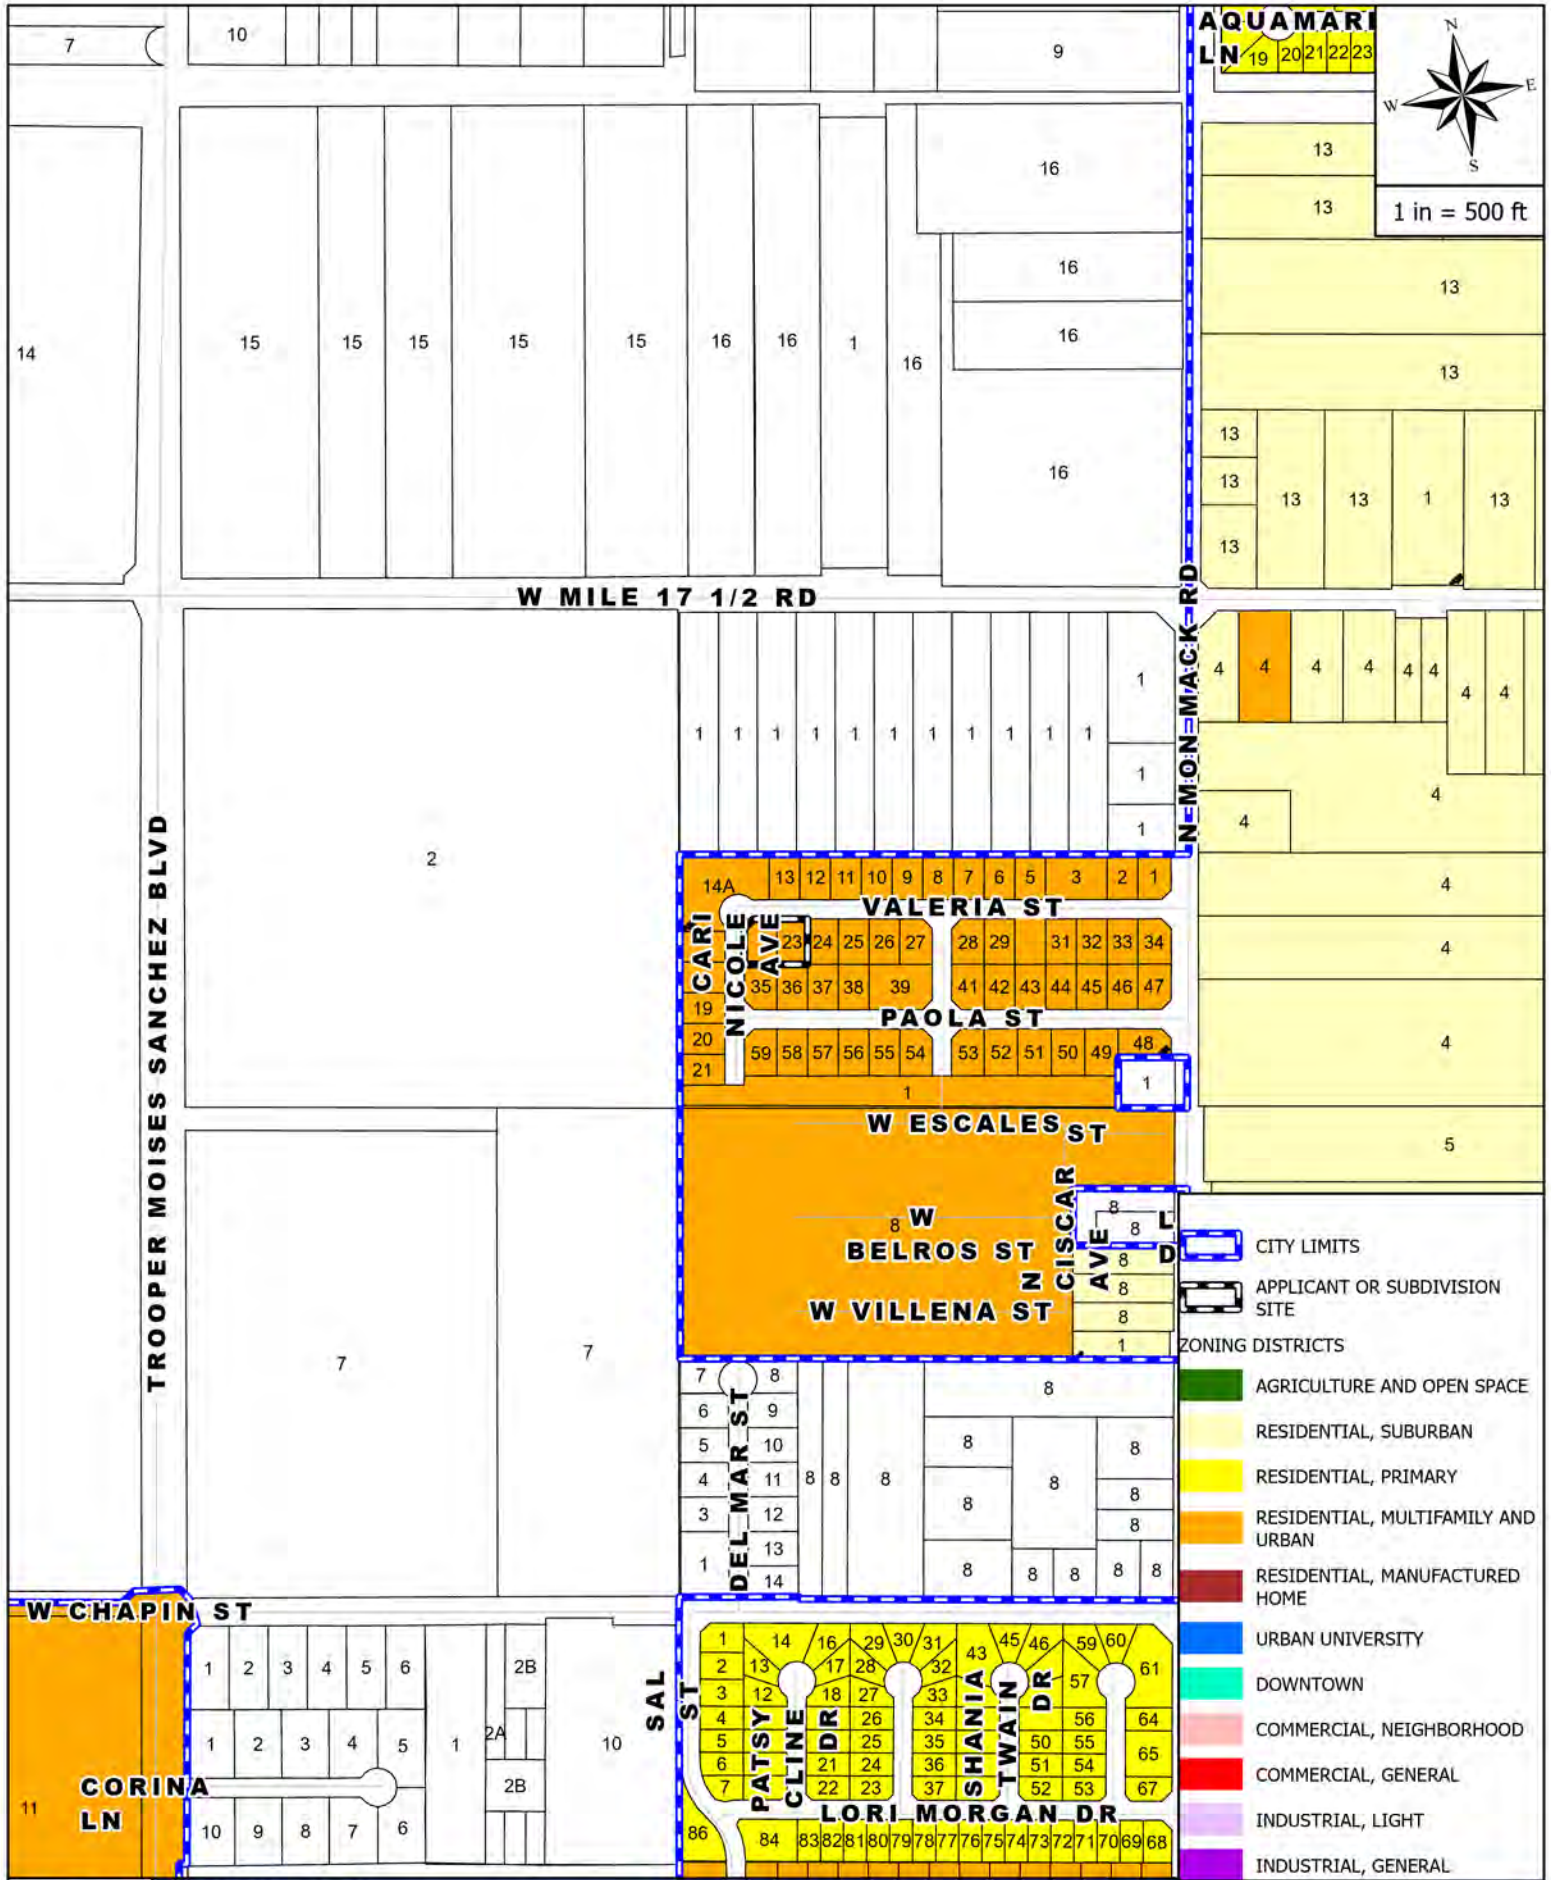 7
10
9
AQUAMARI
LN
19 20 21 22 23
N
W E
S
1 in = 500 ft
13
16
13
16
13
14
15 15 15 15 15 16 16 1 16
16
13
16
13
13 13 13 1 13
13
13
W MILE 17 1/2 RD
N MON MACK RD
4 4 4 4 4 4 4 4
1 1 1 1 1 1 1 1 1 1 1
1
1
1
4
4
TROOPER MOISES SANCHEZ BLVD
2
14A 13 12 11 10 9 8 7 6 5 3 2 1
4
VALERIA ST
CARI
NICOLE
AVE
23 24 25 26 27 28 29 31 32 33 34
4
35 36 37 38 39 41 42 43 44 45 46 47
19
PAOLA ST
20
21
59 58 57 56 55 54 53 52 51 50 49 48
4
1
1
W ESCALES ST
5
8
W
BELROS ST
N
CISCAR
AVE
W VILLENA ST
8
8
L
D
8
8
8
1
7
7
CITY LIMITS
APPLICANT OR SUBDIVISION
SITE
ZONING DISTRICTS
AGRICULTURE AND OPEN SPACE
RESIDENTIAL, SUBURBAN
RESIDENTIAL, PRIMARY
RESIDENTIAL, MULTIFAMILY AND
URBAN
RESIDENTIAL, MANUFACTURED
HOME
URBAN UNIVERSITY
DOWNTOWN
COMMERCIAL, NEIGHBORHOOD
COMMERCIAL, GENERAL
INDUSTRIAL, LIGHT
INDUSTRIAL, GENERAL
7 8
6 9
5 10
4 11
3 12
13
1 14
DEL MAR ST
8 8 8
8
8 8 8
8
8
8
8 8 8 8 8
W CHAPIN ST
1 2 3 4 5 6
2B
1 2 3 4 5 1
2A
2B
10
CORINA
LN
11
10 9 8 7 6
SAL
ST
1 14 16 29 30 31 43 45 46 59 60
2 13 17 28 32 57 61
3 12 18 27 33
4 26 34 56 64
5 25 35 50 55
6 21 24 36 51 54 65
7 22 23 37 52 53 67
PATSY
CLINE
DR
SHANIA
TWAIN
DR
LORI MORGAN DR
86 84 83 82 81 80 79 78 77 76 75 74 73 72 71 70 69 68